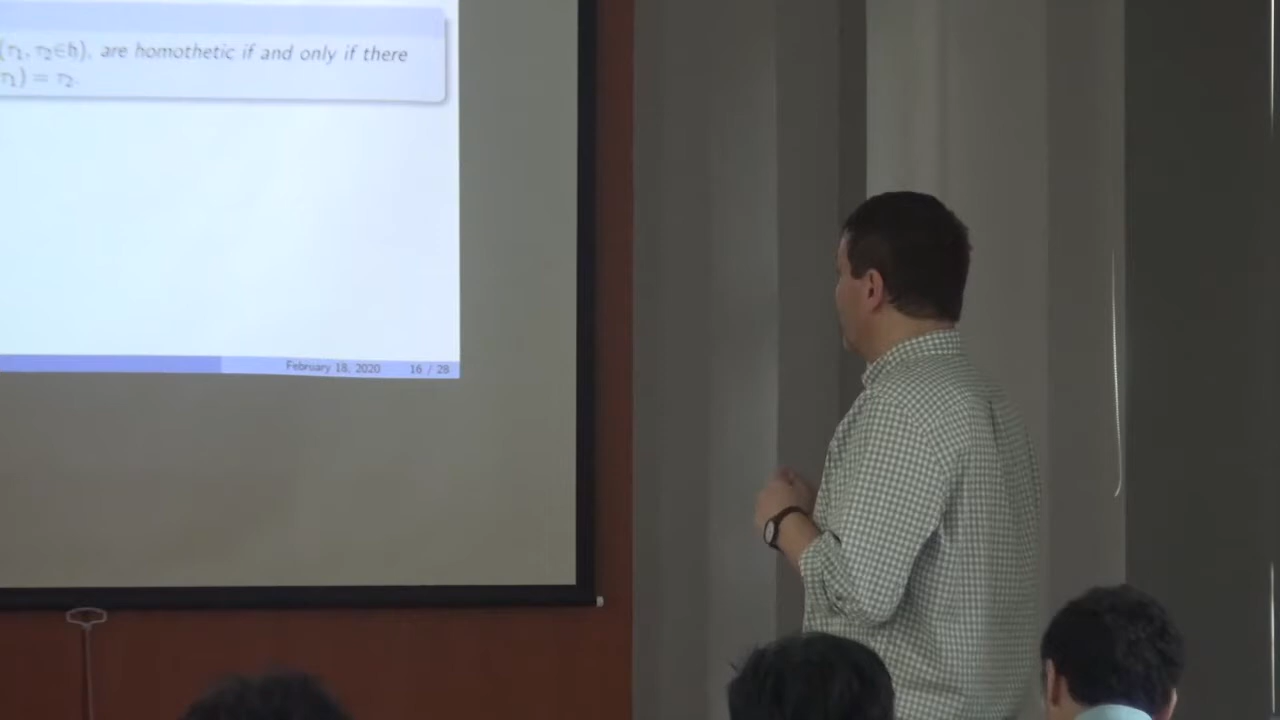 (τ₁, τ₂∈𝔥), are homothetic if and only if there
τ₁) = τ₂.
February 18, 2020 16 / 28